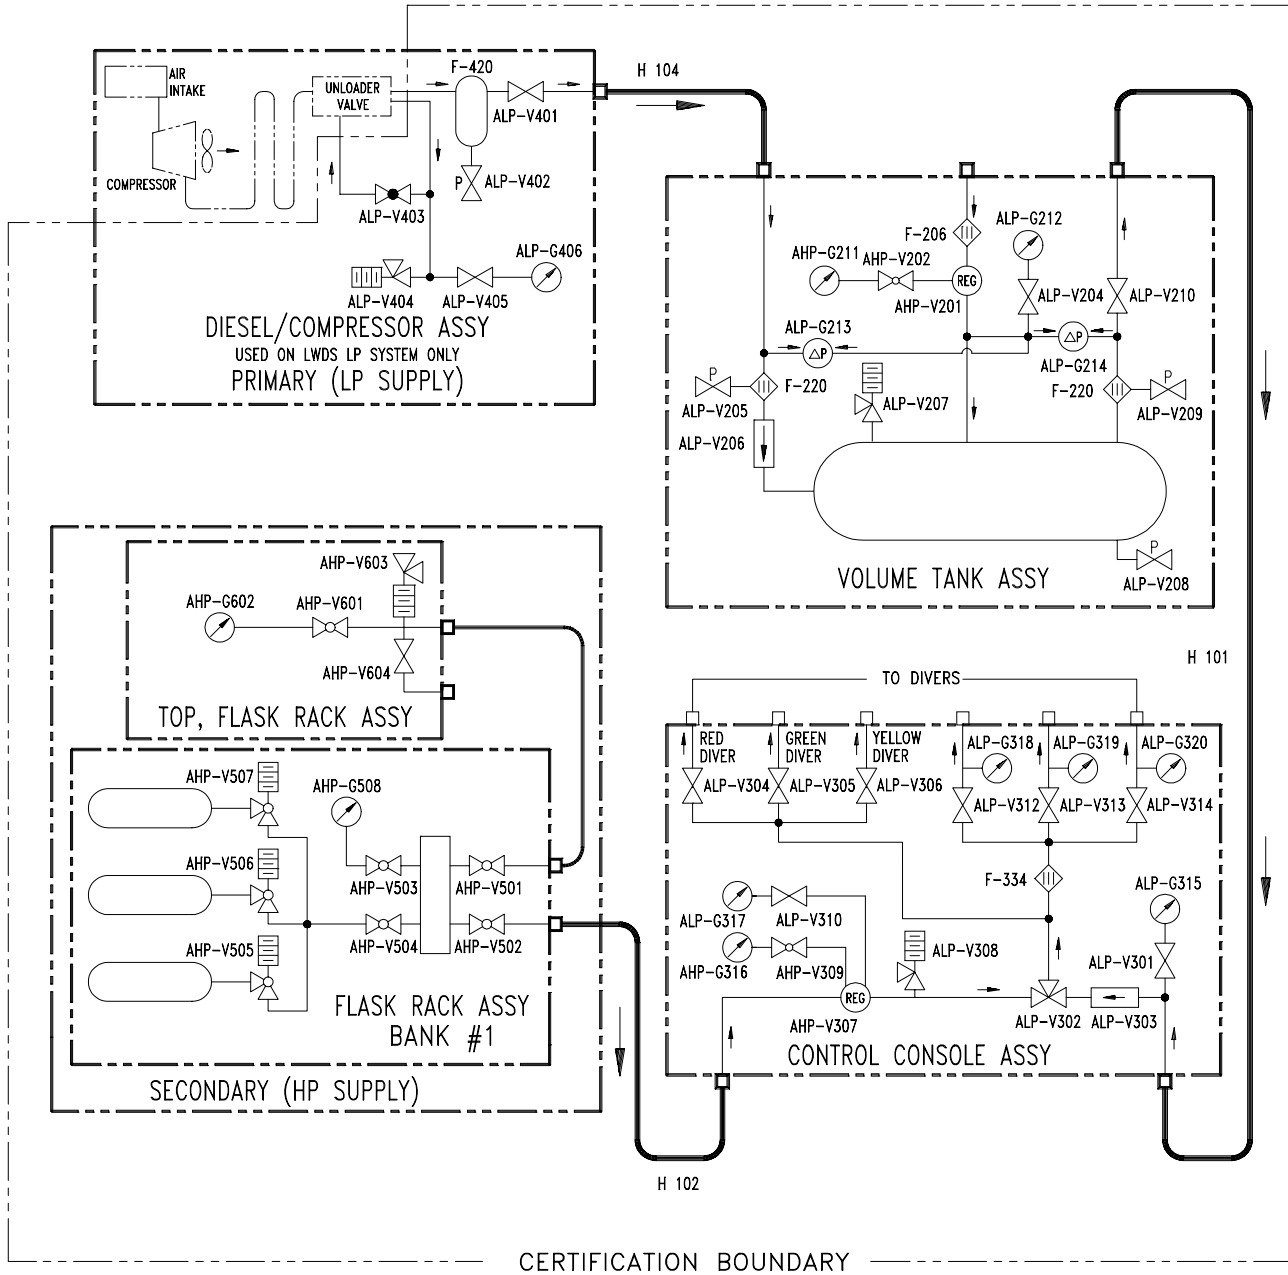 AIR
INTAKE
COMPRESSOR
UNLOADER
VALVE
F-420
ALP-V401
P
ALP-V402
ALP-V403
ALP-G406
ALP-V404
ALP-V405
DIESEL/COMPRESSOR ASSY
USED ON LWDS LP SYSTEM ONLY
PRIMARY (LP SUPPLY)
H 104
F-206
ALP-G212
AHP-G211
AHP-V202
REG
AHP-V201
ALP-V204
ALP-V210
ALP-G213
△P
△P
ALP-G214
P
F-220
ALP-V205
ALP-V207
F-220
P
ALP-V209
ALP-V206
P
ALP-V208
VOLUME TANK ASSY
H 101
AHP-V603
AHP-G602
AHP-V601
AHP-V604
TOP, FLASK RACK ASSY
AHP-V507
AHP-G508
AHP-V506
AHP-V503
AHP-V501
AHP-V505
AHP-V504
AHP-V502
FLASK RACK ASSY
BANK #1
SECONDARY (HP SUPPLY)
TO DIVERS
RED
DIVER
GREEN
DIVER
YELLOW
DIVER
ALP-G318
ALP-G319
ALP-G320
ALP-V304
ALP-V305
ALP-V306
ALP-V312
ALP-V313
ALP-V314
F-334
ALP-G315
ALP-G317
ALP-V310
AHP-G316
AHP-V309
ALP-V308
ALP-V301
REG
AHP-V307
ALP-V302
ALP-V303
CONTROL CONSOLE ASSY
H 102
CERTIFICATION BOUNDARY